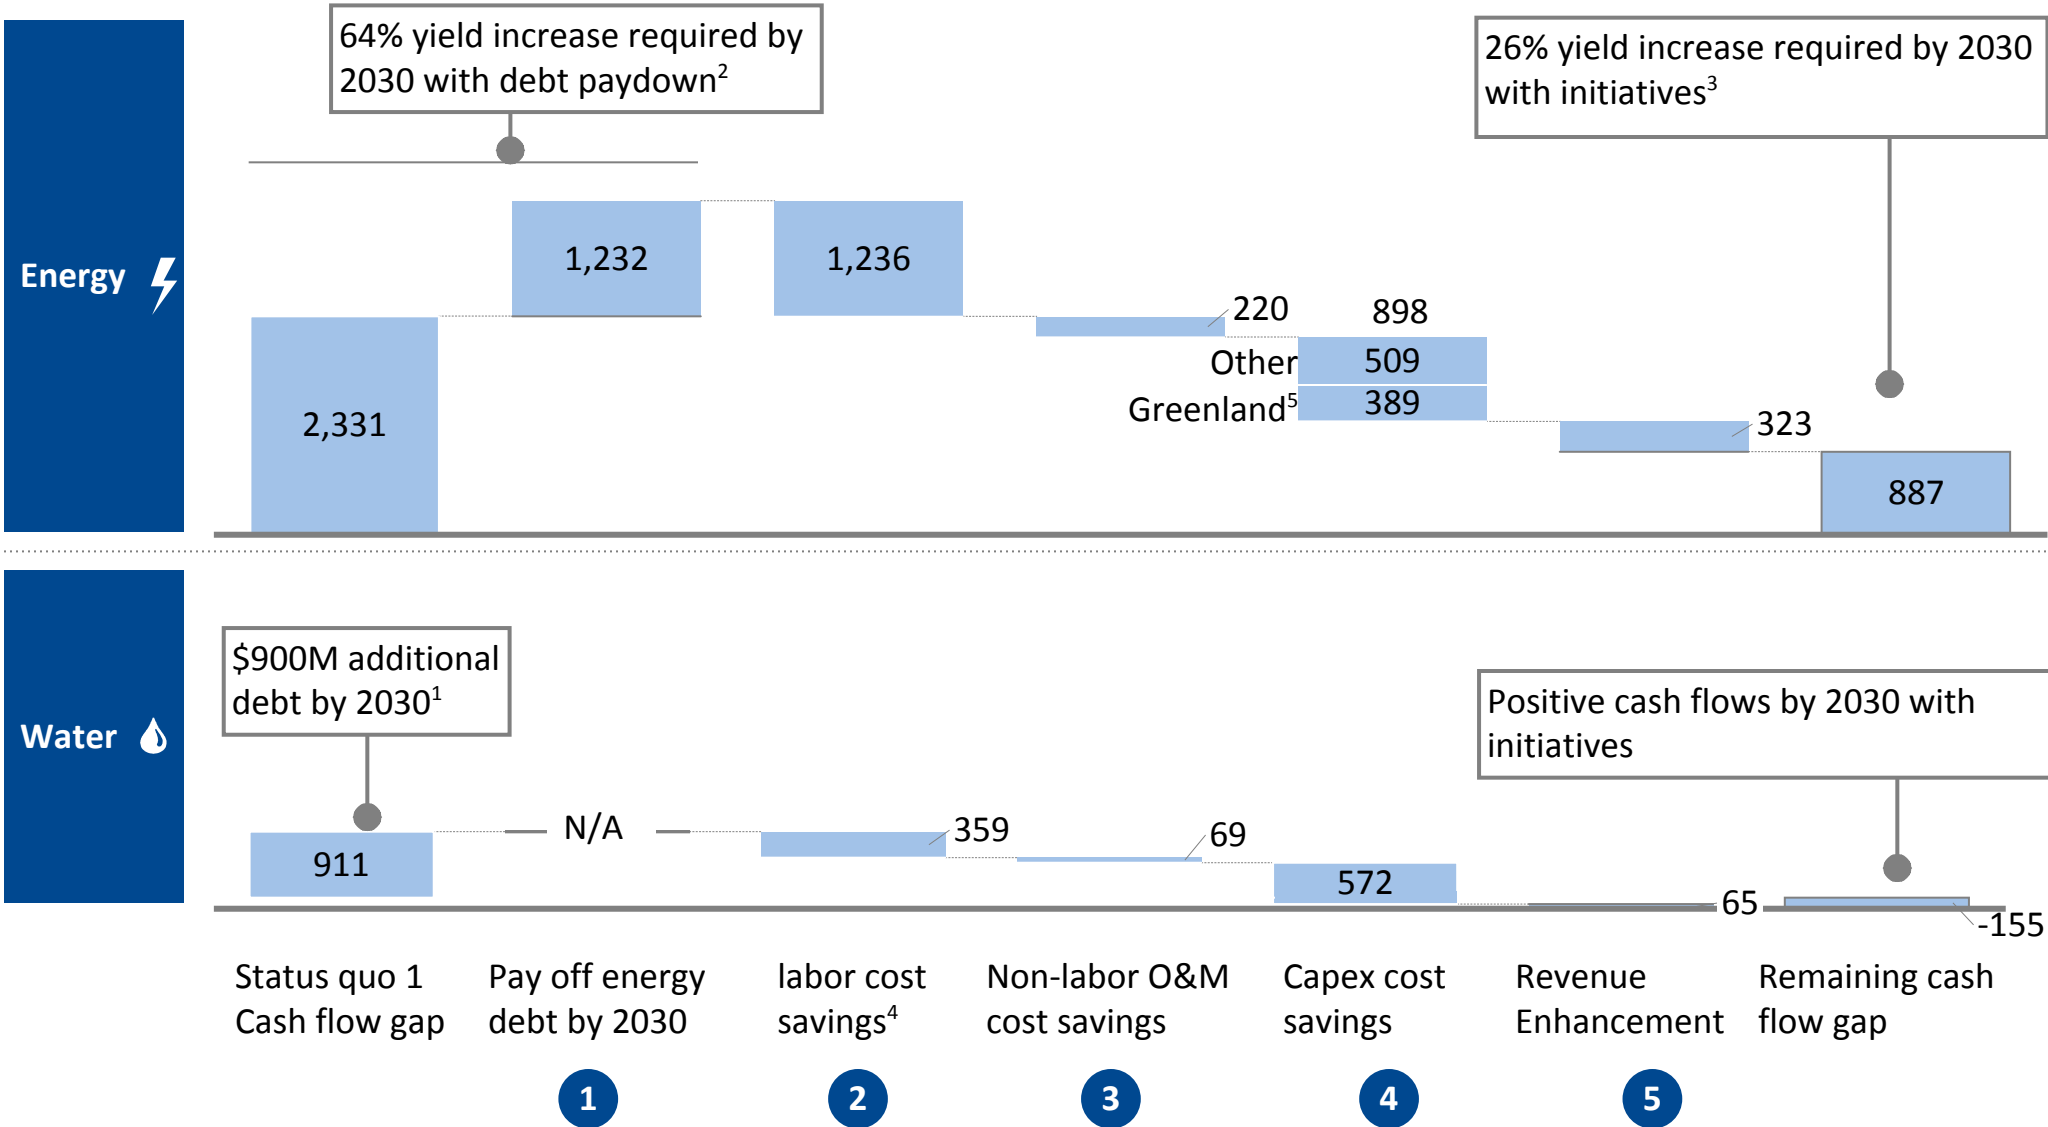 64% yield increase required by
2030 with debt paydown2
26% yield increase required by 2030
with initiatives3
Energy
1,232
1,236
220
898
Other
509
Greenland5
389
323
2,331
887
Water
$900M additional
debt by 20301
Positive cash flows by 2030 with
initiatives
911
N/A
359
69
572
65
-155
Status quo 1
Cash flow gap
Pay off energy
debt by 2030
labor cost
savings4
Non-labor O&M
cost savings
Capex cost
savings
Revenue
Enhancement
Remaining cash
flow gap
1
2
3
4
5